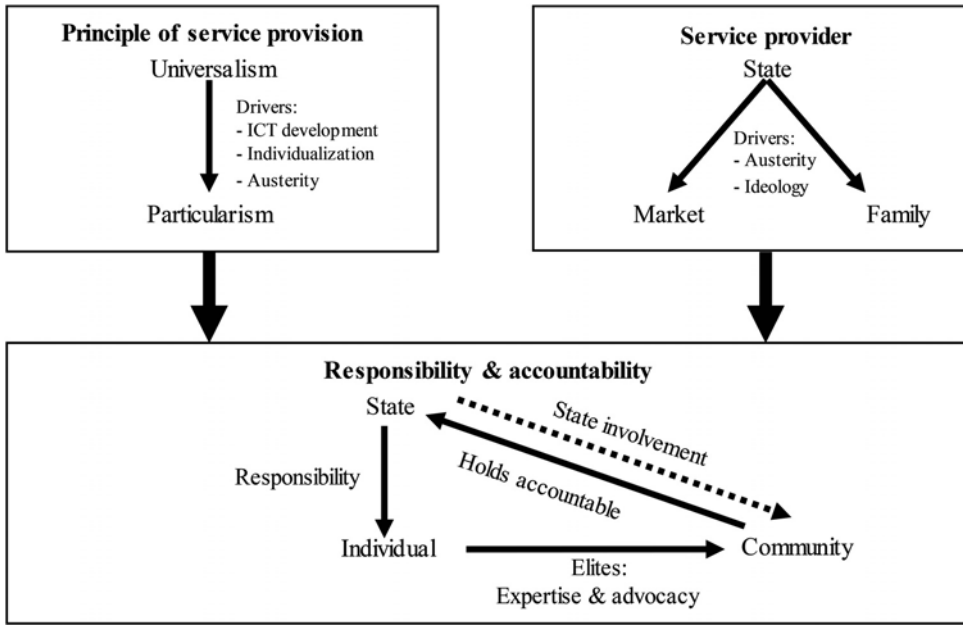 Principle of service provision
Universalism
Drivers:
- ICT development
- Individualization
- Austerity
Particularism
Service provider
State
Drivers:
- Austerity
- Ideology
Market
Family
Responsibility & accountability
State
State involvement
Responsibility
Holds accountable
Individual
Community
Elites:
Expertise & advocacy